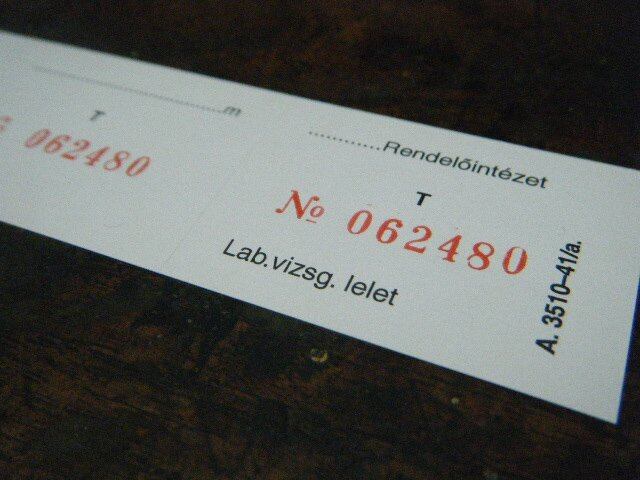 ............m
T
062480
............Rendelőintézet
T
№ 062480
Lab.vizsg. lelet
A. 3510–41/a.